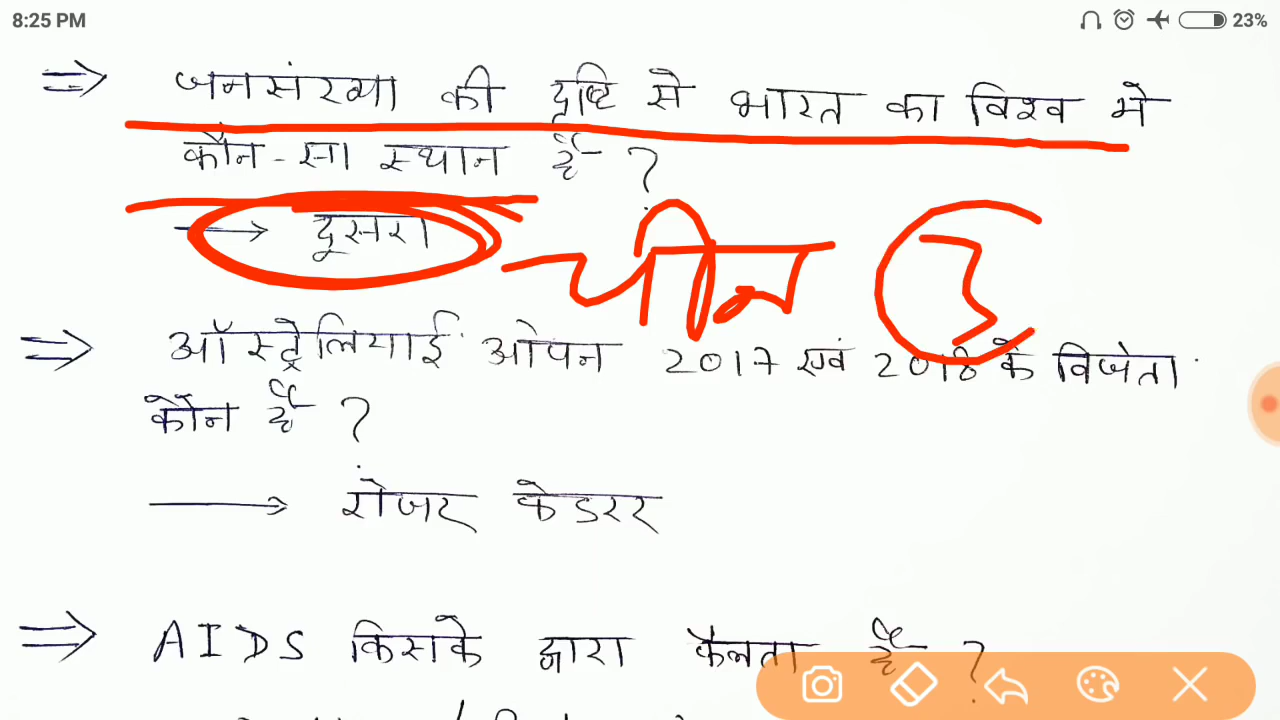 8:25 PM 23%
⇒ जनसंख्या की दृष्टि से भारत का विश्व में
कौन-सा स्थान है ?
→ दूसरा चीन
⇒ ऑस्ट्रेलियाई ओपन 2017 एवं 2018 के विजेता
कौन है ?
→ रोजर फेडरर
⇒ AIDS किसके द्वारा फैलता है ?